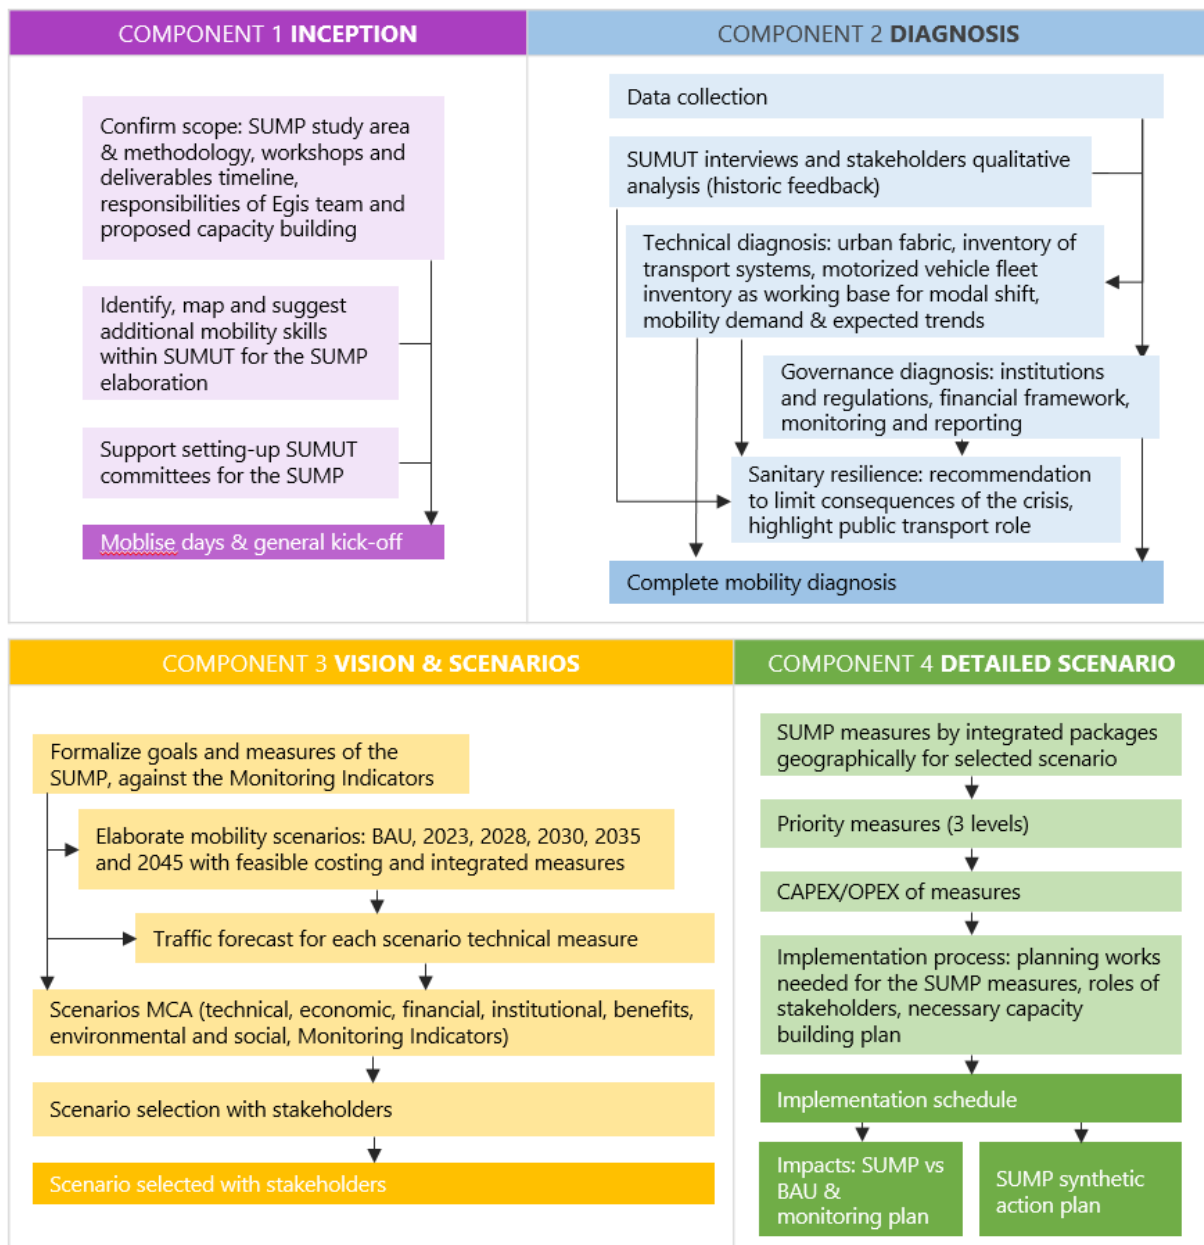 COMPONENT 1 INCEPTION
Confirm scope: SUMP study area
& methodology, workshops and
deliverables timeline,
responsibilities of Egis team and
proposed capacity building
Identify, map and suggest
additional mobility skills
within SUMUT for the SUMP
elaboration
Support setting-up SUMUT
committees for the SUMP
Moblise days & general kick-off
COMPONENT 2 DIAGNOSIS
Data collection
SUMUT interviews and stakeholders qualitative
analysis (historic feedback)
Technical diagnosis: urban fabric, inventory of
transport systems, motorized vehicle fleet
inventory as working base for modal shift,
mobility demand & expected trends
Governance diagnosis: institutions
and regulations, financial framework,
monitoring and reporting
Sanitary resilience: recommendation
to limit consequences of the crisis,
highlight public transport role
Complete mobility diagnosis
COMPONENT 3 VISION & SCENARIOS
Formalize goals and measures of the
SUMP, against the Monitoring Indicators
Elaborate mobility scenarios: BAU, 2023, 2028, 2030, 2035
and 2045 with feasible costing and integrated measures
Traffic forecast for each scenario technical measure
Scenarios MCA (technical, economic, financial, institutional, benefits,
environmental and social, Monitoring Indicators)
Scenario selection with stakeholders
Scenario selected with stakeholders
COMPONENT 4 DETAILED SCENARIO
SUMP measures by integrated packages
geographically for selected scenario
Priority measures (3 levels)
CAPEX/OPEX of measures
Implementation process: planning works
needed for the SUMP measures, roles of
stakeholders, necessary capacity
building plan
Implementation schedule
Impacts: SUMP vs
BAU &
monitoring plan
SUMP synthetic
action plan